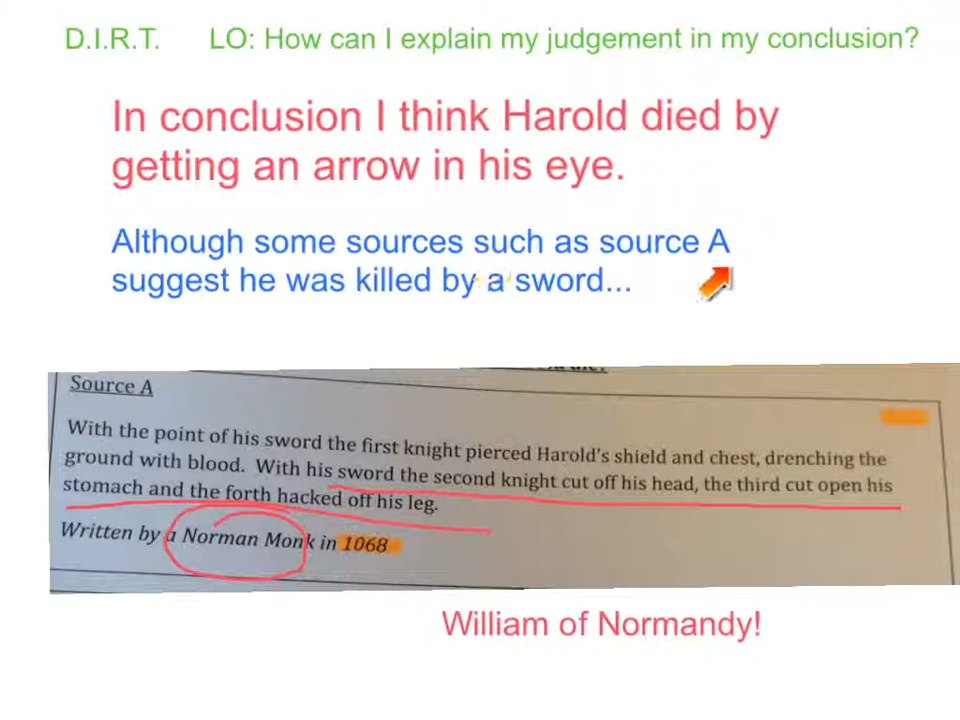 D.I.R.T. LO: How can I explain my judgement in my conclusion?
In conclusion I think Harold died by
getting an arrow in his eye.
Although some sources such as source A
suggest he was killed by a sword...
Source A
With the point of his sword the first knight pierced Harold's shield and chest, drenching the
ground with blood. With his sword the second knight cut off his head, the third cut open his
stomach and the forth hacked off his leg.
Written by a Norman Monk in 1068
William of Normandy!